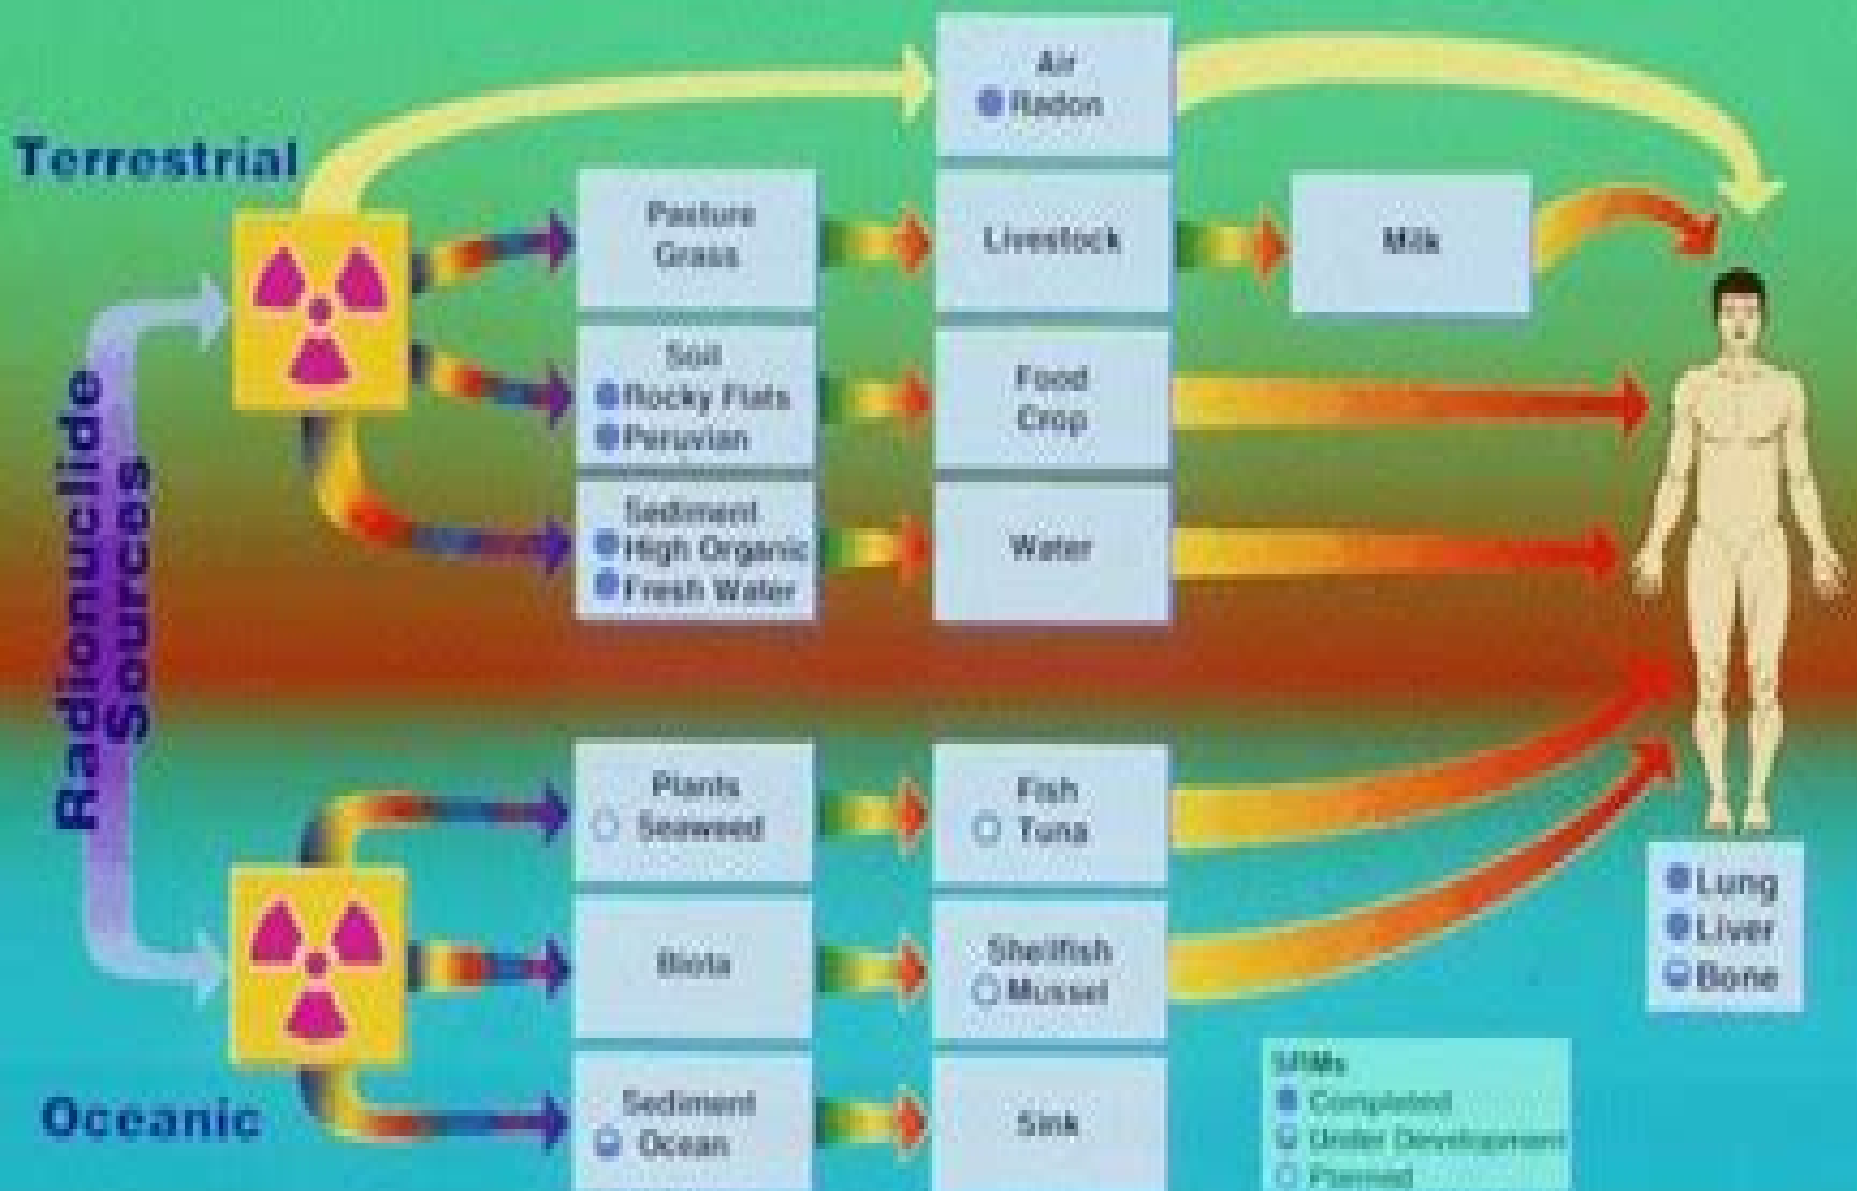 Terrestrial
Radionuclide
Sources
Oceanic
Air
Radon
Pasture
Grass
Livestock
Milk
Soil
Rocky Flats
Peruvian
Food
Crop
Sediment
High Organic
Fresh Water
Water
Plants
Seaweed
Fish
Tuna
Biota
Shellfish
Mussel
Sediment
Ocean
Sink
Lung
Liver
Bone
SRMs
Completed
Under Development
Planned